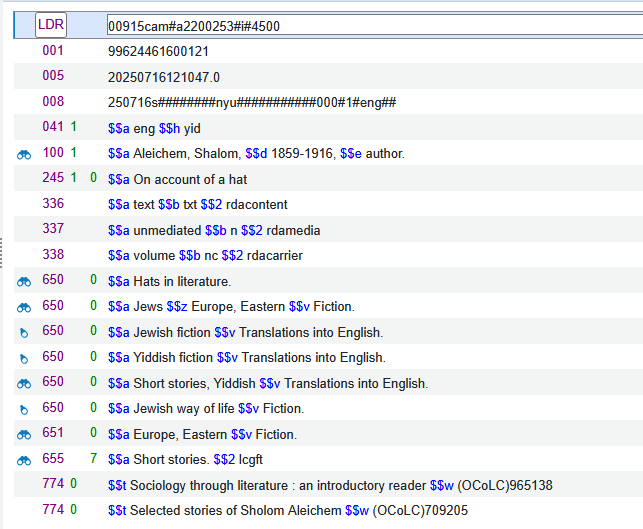 LDR 00915cam#a2200253#i#4500
001 99624461600121
005 20250716121047.0
008 250716s########nyu###########000#1#eng##
041 1 $$a eng $$h yid
100 1 $$a Aleichem, Shalom, $$d 1859-1916, $$e author.
245 1 0 $$a On account of a hat
336 $$a text $$b txt $$2 rdacontent
337 $$a unmediated $$b n $$2 rdamedia
338 $$a volume $$b nc $$2 rdacarrier
650 0 $$a Hats in literature.
650 0 $$a Jews $$z Europe, Eastern $$v Fiction.
650 0 $$a Jewish fiction $$v Translations into English.
650 0 $$a Yiddish fiction $$v Translations into English.
650 0 $$a Short stories, Yiddish $$v Translations into English.
650 0 $$a Jewish way of life $$v Fiction.
651 0 $$a Europe, Eastern $$v Fiction.
655 7 $$a Short stories. $$2 lcgft
774 0 $$t Sociology through literature : an introductory reader $$w (OCoLC)965138
774 0 $$t Selected stories of Sholom Aleichem $$w (OCoLC)709205